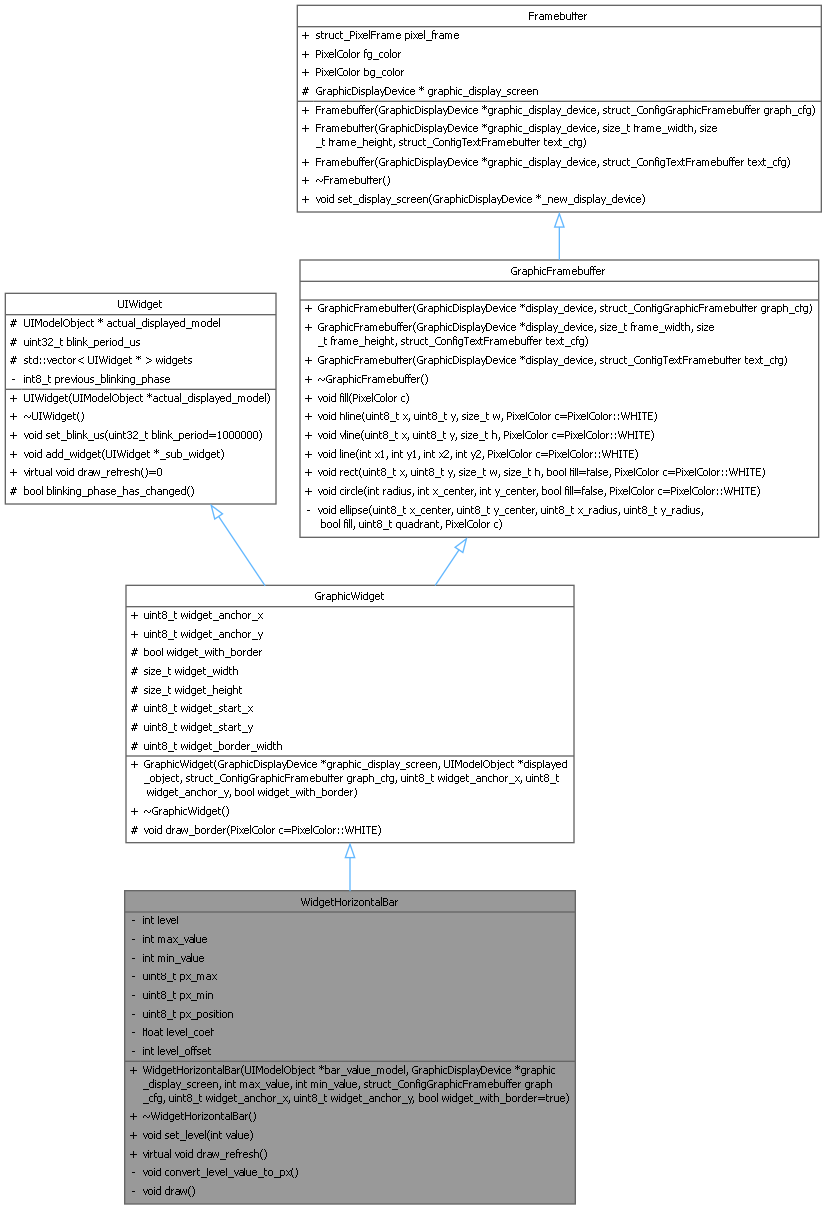 Framebuffer
+ struct_PixelFrame pixel_frame
+ PixelColor fg_color
+ PixelColor bg_color
# GraphicDisplayDevice * graphic_display_screen
+ Framebuffer(GraphicDisplayDevice *graphic_display_device, struct_ConfigGraphicFramebuffer graph_cfg)
+ Framebuffer(GraphicDisplayDevice *graphic_display_device, size_t frame_width, size
_t frame_height, struct_ConfigTextFramebuffer text_cfg)
+ Framebuffer(GraphicDisplayDevice *graphic_display_device, struct_ConfigTextFramebuffer text_cfg)
+ ~Framebuffer()
+ void set_display_screen(GraphicDisplayDevice *_new_display_device)
GraphicFramebuffer
+ GraphicFramebuffer(GraphicDisplayDevice *display_device, struct_ConfigGraphicFramebuffer graph_cfg)
+ GraphicFramebuffer(GraphicDisplayDevice *display_device, size_t frame_width, size
_t frame_height, struct_ConfigTextFramebuffer text_cfg)
+ GraphicFramebuffer(GraphicDisplayDevice *display_device, struct_ConfigTextFramebuffer text_cfg)
+ ~GraphicFramebuffer()
+ void fill(PixelColor c)
+ void hline(uint8_t x, uint8_t y, size_t w, PixelColor c=PixelColor::WHITE)
+ void vline(uint8_t x, uint8_t y, size_t h, PixelColor c=PixelColor::WHITE)
+ void line(int x1, int y1, int x2, int y2, PixelColor c=PixelColor::WHITE)
+ void rect(uint8_t x, uint8_t y, size_t w, size_t h, bool fill=false, PixelColor c=PixelColor::WHITE)
+ void circle(int radius, int x_center, int y_center, bool fill=false, PixelColor c=PixelColor::WHITE)
- void ellipse(uint8_t x_center, uint8_t y_center, uint8_t x_radius, uint8_t y_radius,
bool fill, uint8_t quadrant, PixelColor c)
UIWidget
# UIModelObject * actual_displayed_model
# uint32_t blink_period_us
# std::vector< UIWidget * > widgets
- int8_t previous_blinking_phase
+ UIWidget(UIModelObject *actual_displayed_model)
+ ~UIWidget()
+ void set_blink_us(uint32_t blink_period=1000000)
+ void add_widget(UIWidget *_sub_widget)
+ virtual void draw_refresh()=0
# bool blinking_phase_has_changed()
GraphicWidget
+ uint8_t widget_anchor_x
+ uint8_t widget_anchor_y
# bool widget_with_border
# size_t widget_width
# size_t widget_height
# uint8_t widget_start_x
# uint8_t widget_start_y
# uint8_t widget_border_width
+ GraphicWidget(GraphicDisplayDevice *graphic_display_screen, UIModelObject *displayed
_object, struct_ConfigGraphicFramebuffer graph_cfg, uint8_t widget_anchor_x, uint8_t
widget_anchor_y, bool widget_with_border)
+ ~GraphicWidget()
# void draw_border(PixelColor c=PixelColor::WHITE)
WidgetHorizontalBar
- int level
- int max_value
- int min_value
- uint8_t px_max
- uint8_t px_min
- uint8_t px_position
- float level_coef
- int level_offset
+ WidgetHorizontalBar(UIModelObject *bar_value_model, GraphicDisplayDevice *graphic
_display_screen, int max_value, int min_value, struct_ConfigGraphicFramebuffer graph
_cfg, uint8_t widget_anchor_x, uint8_t widget_anchor_y, bool widget_with_border=true)
+ ~WidgetHorizontalBar()
+ void set_level(int value)
+ virtual void draw_refresh()
- void convert_level_value_to_px()
- void draw()